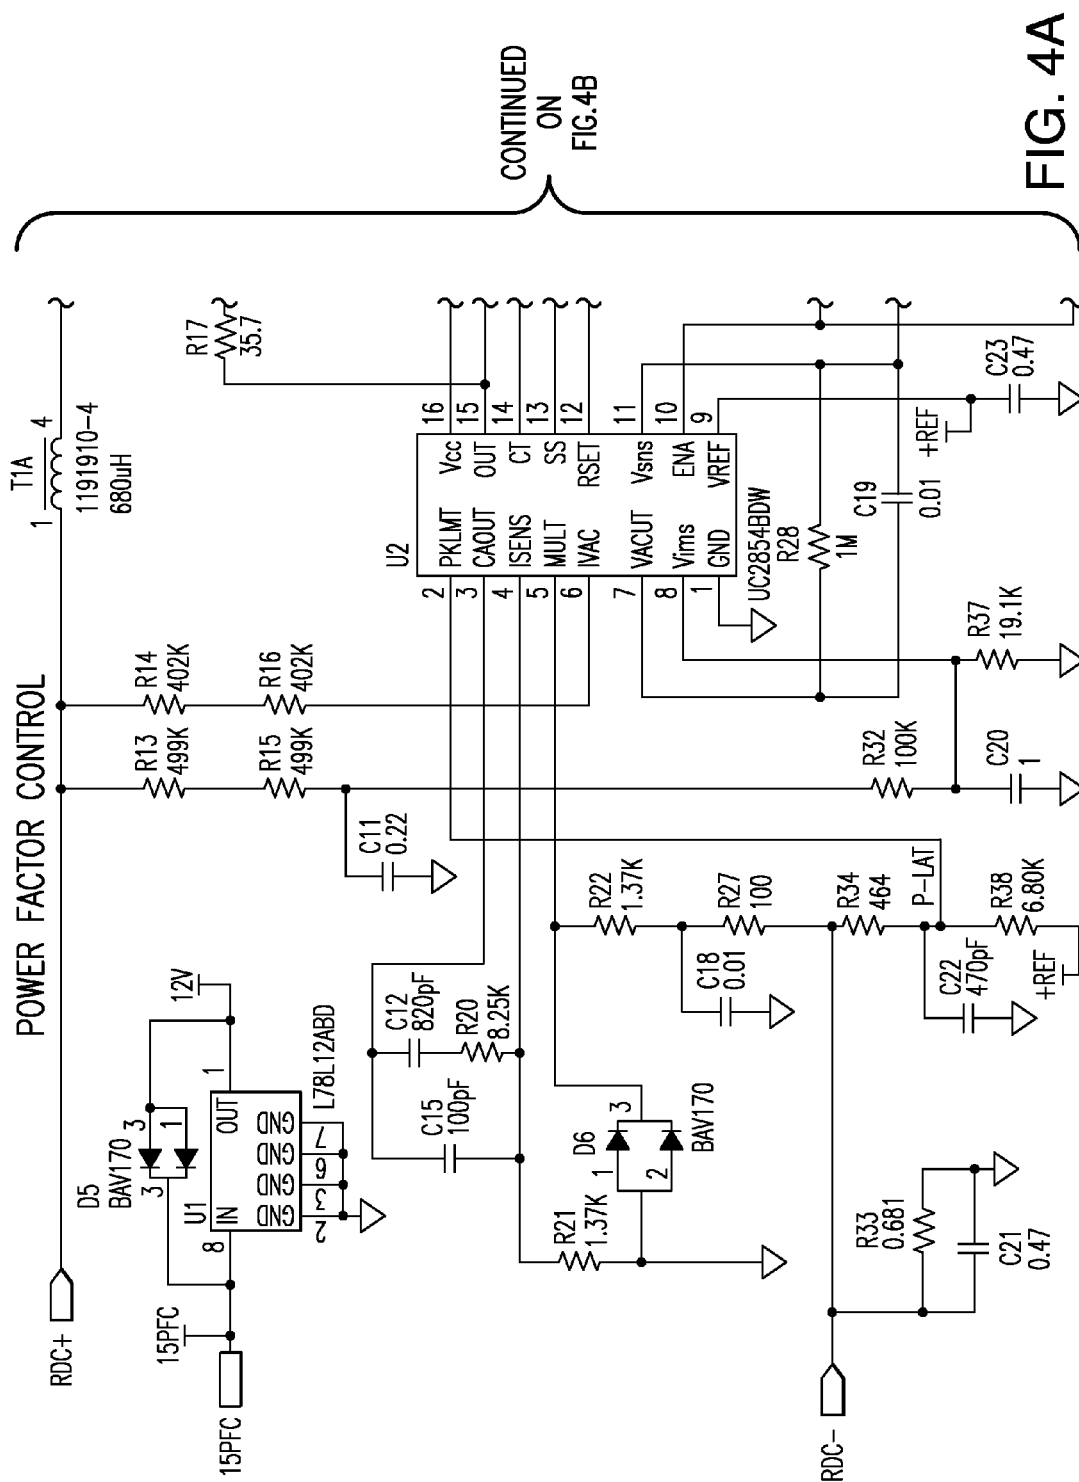 POWER FACTOR CONTROL
RDC+
T1A
1
4
1191910-4
680uH
R17
35.7
CONTINUED
ON
FIG.4B
15PFC
15PFC
D5
BAV170
3
3
1
12V
U1
8
IN
OUT
1
GND
GND
GND
GND
2
3
6
7
L78L12ABD
R13
499K
R14
402K
R15
499K
R16
402K
C11
0.22
C12
820pF
C15
100pF
R20
8.25K
R21
1.37K
D6
1
2
3
BAV170
U2
2
3
4
5
6
7
8
1
PKLMT
CAOUT
ISENS
MULT
IVAC
VACUT
Vims
GND
Vcc
OUT
CT
SS
RSET
Vsns
ENA
VREF
16
15
14
13
12
11
10
9
UC2854BDW
R28
1M
C19
0.01
+REF
C23
0.47
R22
1.37K
C18
0.01
R27
100
R34
464
P-LAT
C22
470pF
R38
6.80K
+REF
R32
100K
C20
1
R37
19.1K
RDC-
R33
0.681
C21
0.47
FIG. 4A